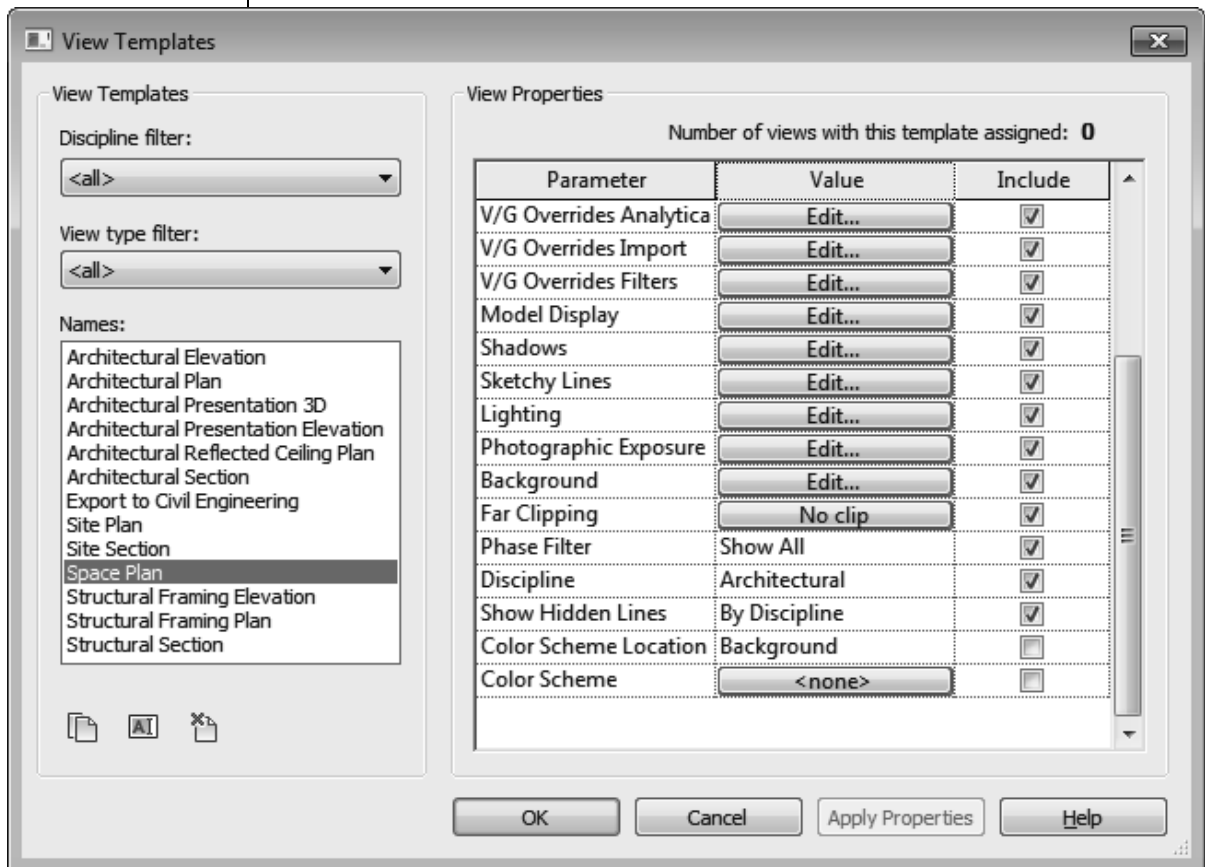 View Templates
View Templates
Discipline filter:
<all>
View type filter:
<all>
Names:
Architectural Elevation
Architectural Plan
Architectural Presentation 3D
Architectural Presentation Elevation
Architectural Reflected Ceiling Plan
Architectural Section
Export to Civil Engineering
Site Plan
Site Section
Space Plan
Structural Framing Elevation
Structural Framing Plan
Structural Section
AI
View Properties
Number of views with this template assigned: 0
Parameter Value Include
V/G Overrides Analytica Edit...
V/G Overrides Import Edit...
V/G Overrides Filters Edit...
Model Display Edit...
Shadows Edit...
Sketchy Lines Edit...
Lighting Edit...
Photographic Exposure Edit...
Background Edit...
Far Clipping No clip
Phase Filter Show All
Discipline Architectural
Show Hidden Lines By Discipline
Color Scheme Location Background
Color Scheme <none>
OK Cancel Apply Properties Help